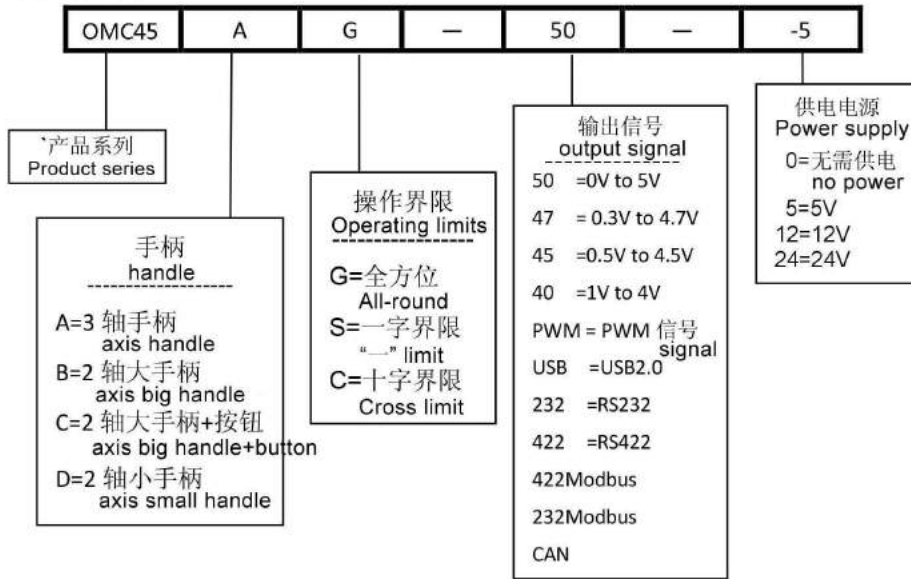 OMC45 A G — 50 — -5
`产品系列
Product series
手柄
handle
A=3 轴手柄
axis handle
B=2 轴大手柄
axis big handle
C=2 轴大手柄+按钮
axis big handle+button
D=2 轴小手柄
axis small handle
操作界限
Operating limits
G=全方位
All-round
S=一字界限
“一” limit
C=十字界限
Cross limit
输出信号
output signal
50 =0V to 5V
47 = 0.3V to 4.7V
45 =0.5V to 4.5V
40 =1V to 4V
PWM = PWM 信号
signal
USB =USB2.0
232 =RS232
422 =RS422
422Modbus
232Modbus
CAN
供电电源
Power supply
0=无需供电
no power
5=5V
12=12V
24=24V